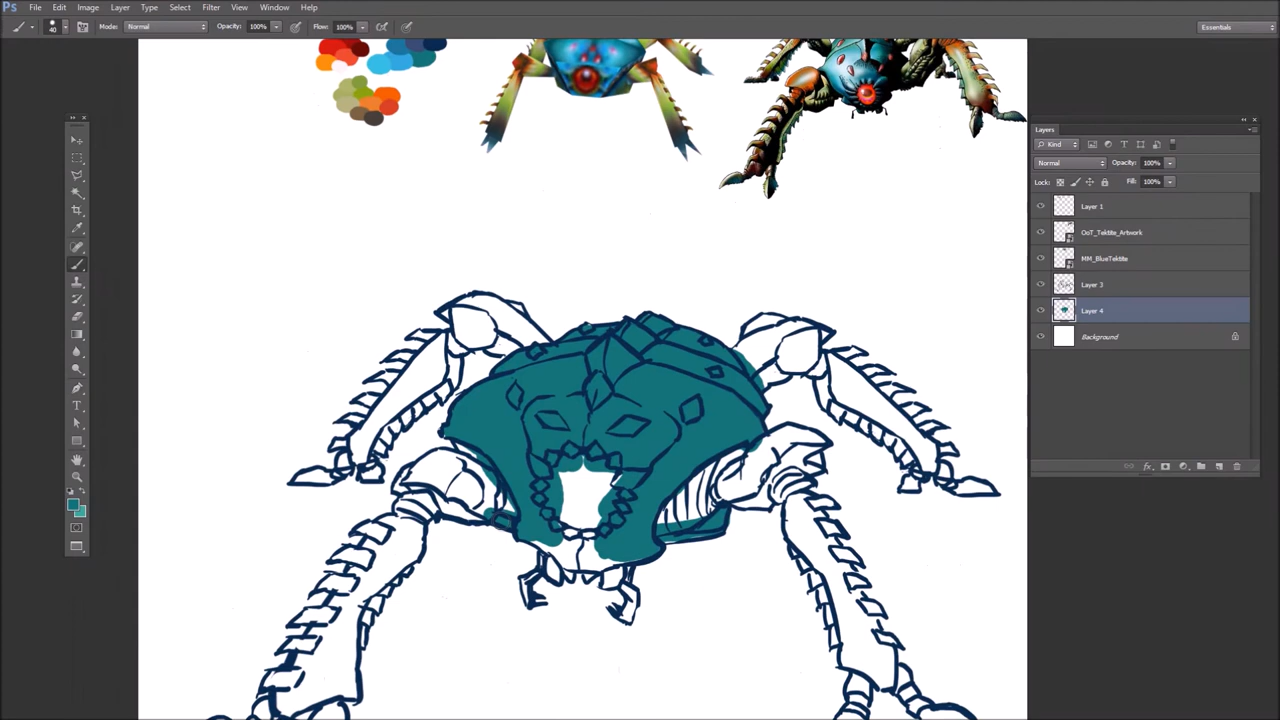 Ps File Edit Image Layer Type Select Filter View Window Help
40 Mode: Normal Opacity: 100% Flow: 100% Essentials
Layers
Kind
Normal Opacity: 100%
Lock: Fill: 100%
Layer 1
OoT_Tektite_Artwork
MM_BlueTektite
Layer 3
Layer 4
Background